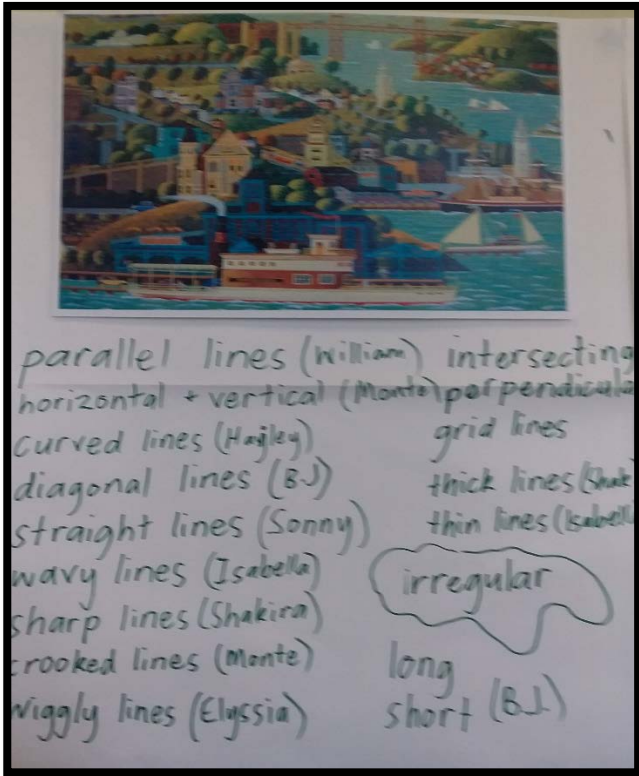 parallel lines (William) intersecting
horizontal + vertical (Monte) perpendicula
curved lines (Hayley)
grid lines
diagonal lines (BJ)
thick lines (Shak
straight lines (Sonny)
thin lines (Isabell
wavy lines (Isabella)
irregular
sharp lines (Shakira)
crooked lines (Monte)
long
wiggly lines (Elyssia)
short (B.J.)